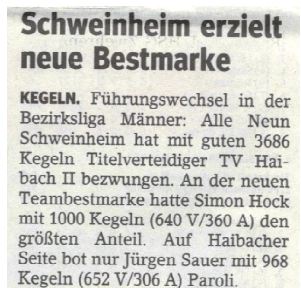 Schweinheim erzielt
neue Bestmarke
KEGELN. Führungswechsel in der
Bezirksliga Männer: Alle Neun
Schweinheim hat mit guten 3686
Kegeln Titelverteidiger TV Hai-
bach II bezwungen. An der neuen
Teambestmarke hatte Simon Hock
mit 1000 Kegeln (640 V/360 A) den
größten Anteil. Auf Haibacher
Seite bot nur Jürgen Sauer mit 968
Kegeln (652 V/306 A) Paroli.